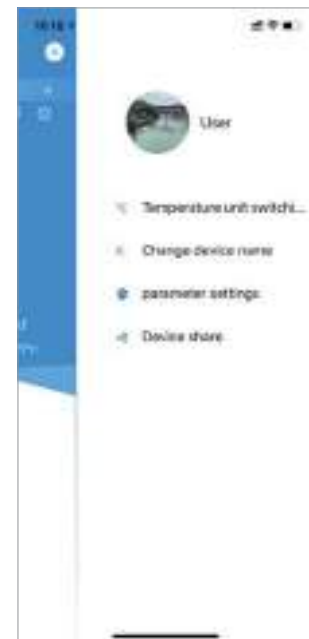 User
Temperature unit switchi...
Change device name
parameter settings
Device share